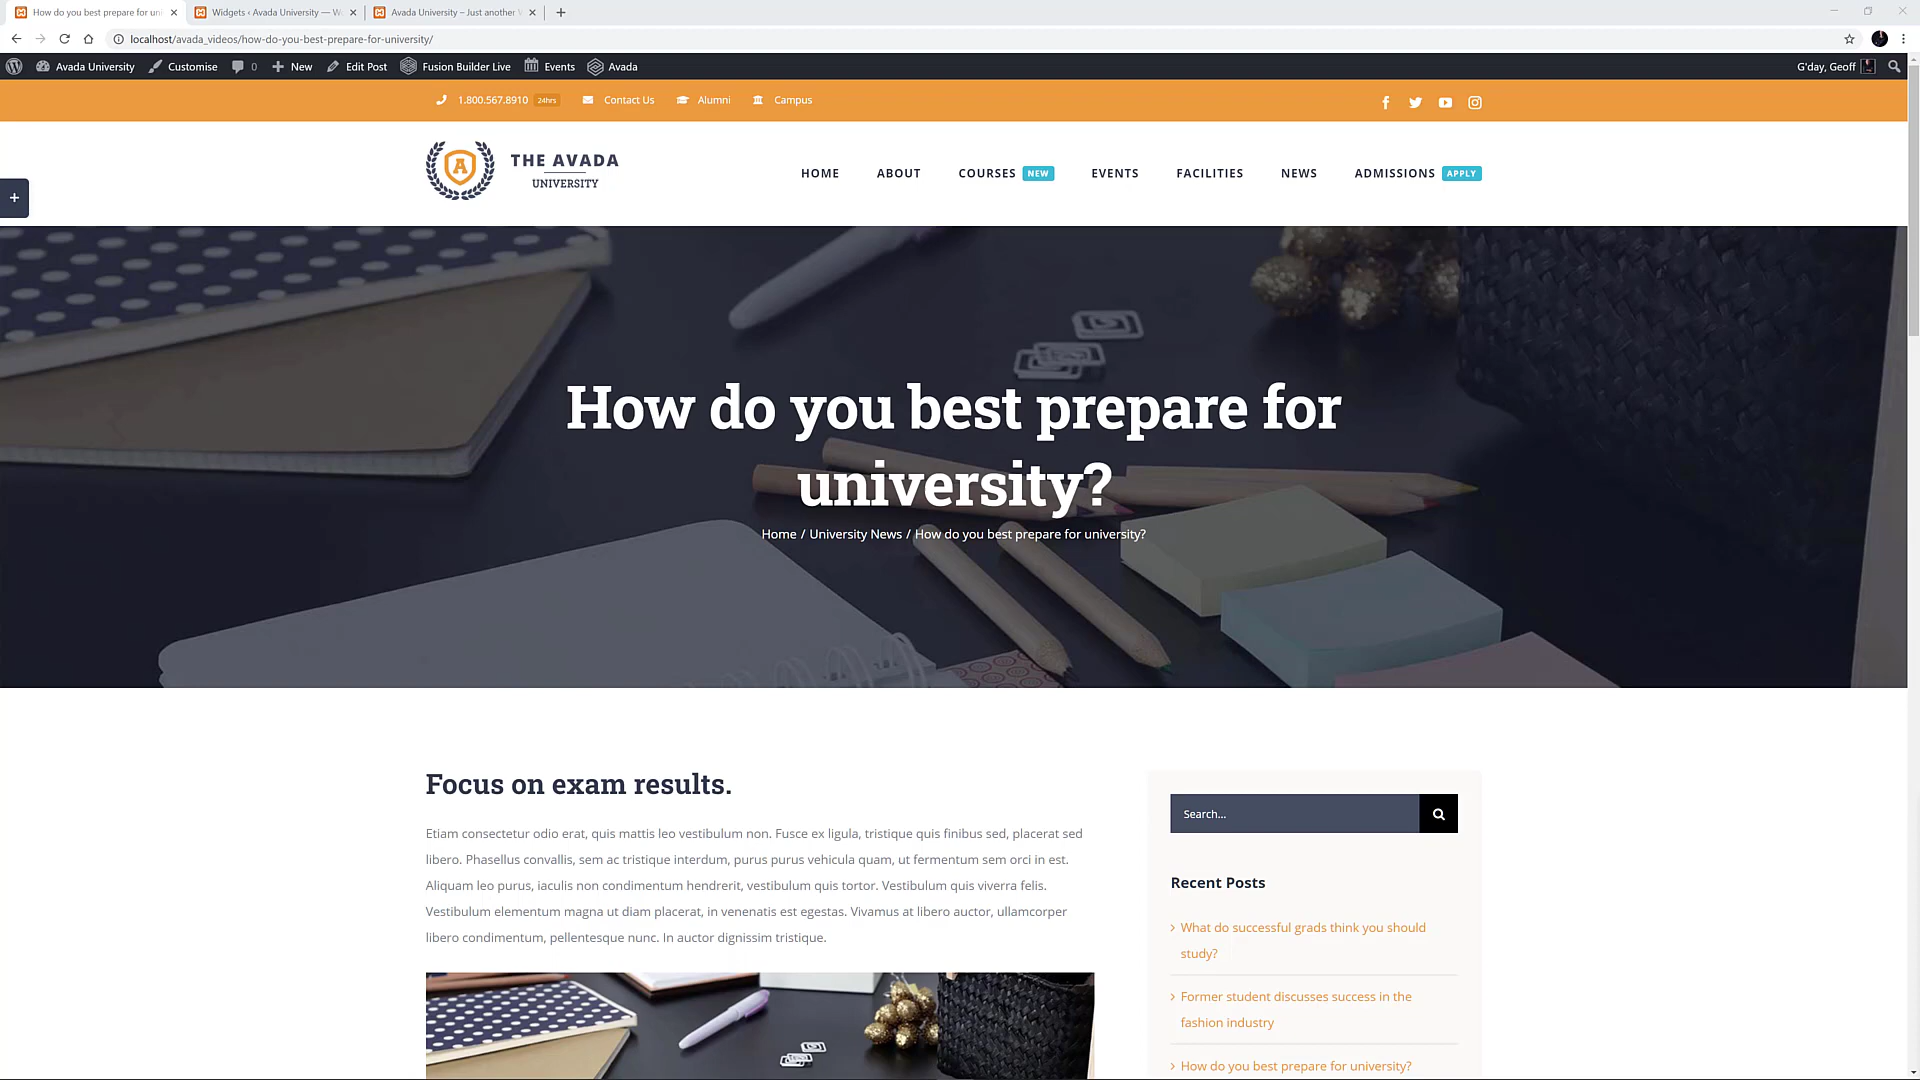 How do you best prepare for uni
Widgets ‹ Avada University — W
Avada University – Just another
localhost/avada_videos/how-do-you-best-prepare-for-university/
Avada University
Customise
0
New
Edit Post
Fusion Builder Live
Events
Avada
G'day, Geoff
1.800.567.8910 24hrs
Contact Us
Alumni
Campus
THE AVADA
UNIVERSITY
A
HOME
ABOUT
COURSES NEW
EVENTS
FACILITIES
NEWS
ADMISSIONS APPLY
+
How do you best prepare for
university?
Home / University News / How do you best prepare for university?
Focus on exam results.
Etiam consectetur odio erat, quis mattis leo vestibulum non. Fusce ex ligula, tristique quis finibus sed, placerat sed
libero. Phasellus convallis, sem ac tristique interdum, purus purus vehicula quam, ut fermentum sem orci in est.
Aliquam leo purus, iaculis non condimentum hendrerit, vestibulum quis tortor. Vestibulum quis viverra felis.
Vestibulum elementum magna ut diam placerat, in venenatis est egestas. Vivamus at libero auctor, ullamcorper
libero condimentum, pellentesque nunc. In auctor dignissim tristique.
Search...
Recent Posts
What do successful grads think you should
study?
Former student discusses success in the
fashion industry
How do you best prepare for university?